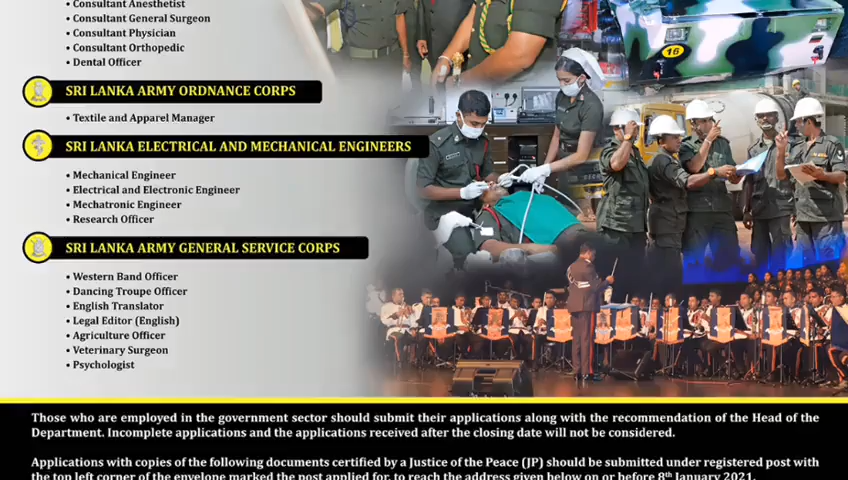 • Consultant Anesthetist
• Consultant General Surgeon
• Consultant Physician
• Consultant Orthopedic
• Dental Officer
SRI LANKA ARMY ORDNANCE CORPS
• Textile and Apparel Manager
SRI LANKA ELECTRICAL AND MECHANICAL ENGINEERS
• Mechanical Engineer
• Electrical and Electronic Engineer
• Mechatronic Engineer
• Research Officer
SRI LANKA ARMY GENERAL SERVICE CORPS
• Western Band Officer
• Dancing Troupe Officer
• English Translator
• Legal Editor (English)
• Agriculture Officer
• Veterinary Surgeon
• Psychologist
16
Those who are employed in the government sector should submit their applications along with the recommendation of the Head of the
Department. Incomplete applications and the applications received after the closing date will not be considered.
Applications with copies of the following documents certified by a Justice of the Peace (JP) should be submitted under registered post with
the top left corner of the envelope marked the post applied for, to reach the address given below on or before 8th January 2021.